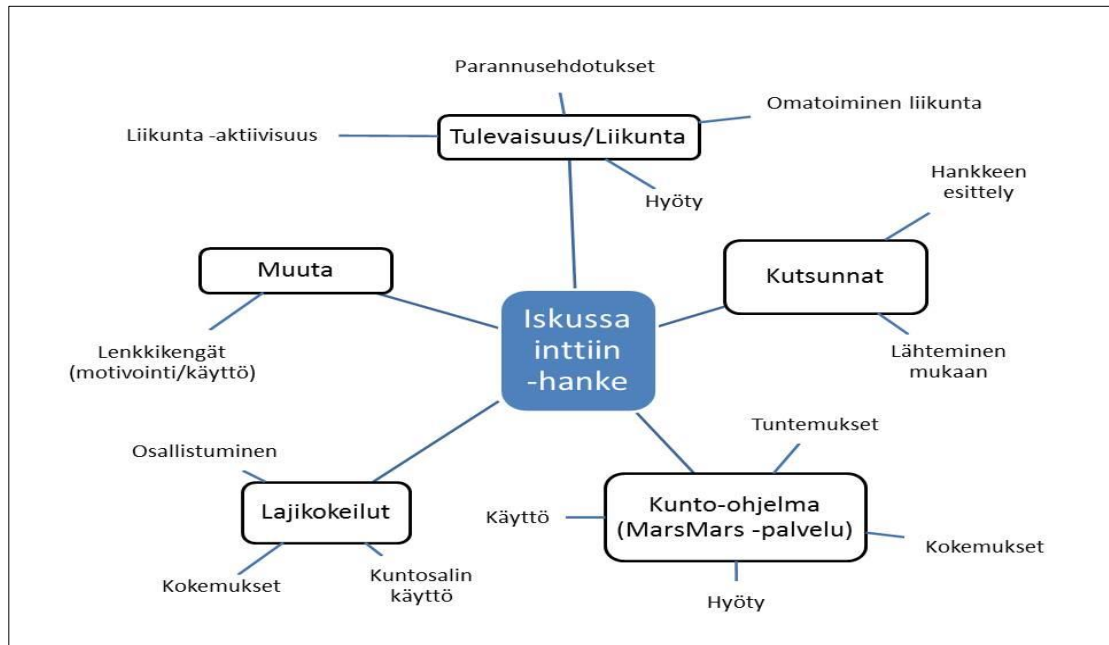 Parannusehdotukset
Omatoiminen liikunta
Liikunta -aktiivisuus
Tulevaisuus/Liikunta
Hyöty
Hankkeen
esittely
Muuta
Kutsunnat
Iskussa
inttiin
-hanke
Lenkkikengät
(motivointi/käyttö)
Lähteminen
mukaan
Tuntemukset
Osallistuminen
Lajikokeilut
Käyttö
Kunto-ohjelma
(MarsMars -palvelu)
Kokemukset
Kokemukset
Kuntosalin
käyttö
Hyöty